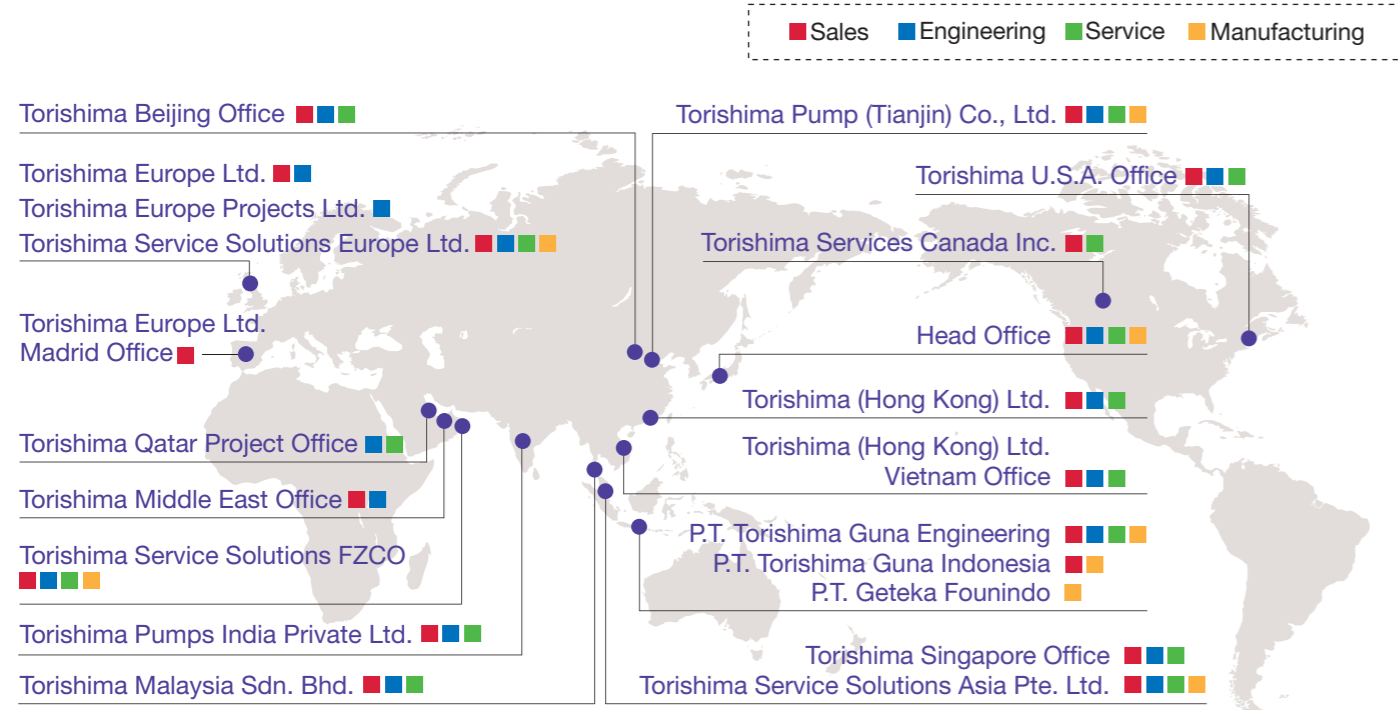 Sales Engineering Service Manufacturing
Torishima Beijing Office
Torishima Pump (Tianjin) Co., Ltd.
Torishima Europe Ltd.
Torishima Europe Projects Ltd.
Torishima Service Solutions Europe Ltd.
Torishima U.S.A. Office
Torishima Services Canada Inc.
Torishima Europe Ltd.
Madrid Office
Head Office
Torishima (Hong Kong) Ltd.
Torishima Qatar Project Office
Torishima (Hong Kong) Ltd.
Vietnam Office
Torishima Middle East Office
Torishima Service Solutions FZCO
P.T. Torishima Guna Engineering
P.T. Torishima Guna Indonesia
P.T. Geteka Founindo
Torishima Pumps India Private Ltd.
Torishima Malaysia Sdn. Bhd.
Torishima Singapore Office
Torishima Service Solutions Asia Pte. Ltd.